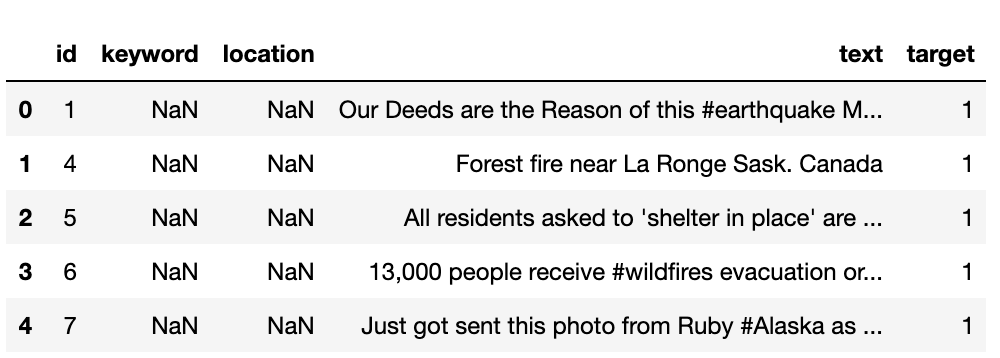 id keyword location text target
0 1 NaN NaN Our Deeds are the Reason of this #earthquake M... 1
1 4 NaN NaN Forest fire near La Ronge Sask. Canada 1
2 5 NaN NaN All residents asked to 'shelter in place' are ... 1
3 6 NaN NaN 13,000 people receive #wildfires evacuation or... 1
4 7 NaN NaN Just got sent this photo from Ruby #Alaska as ... 1